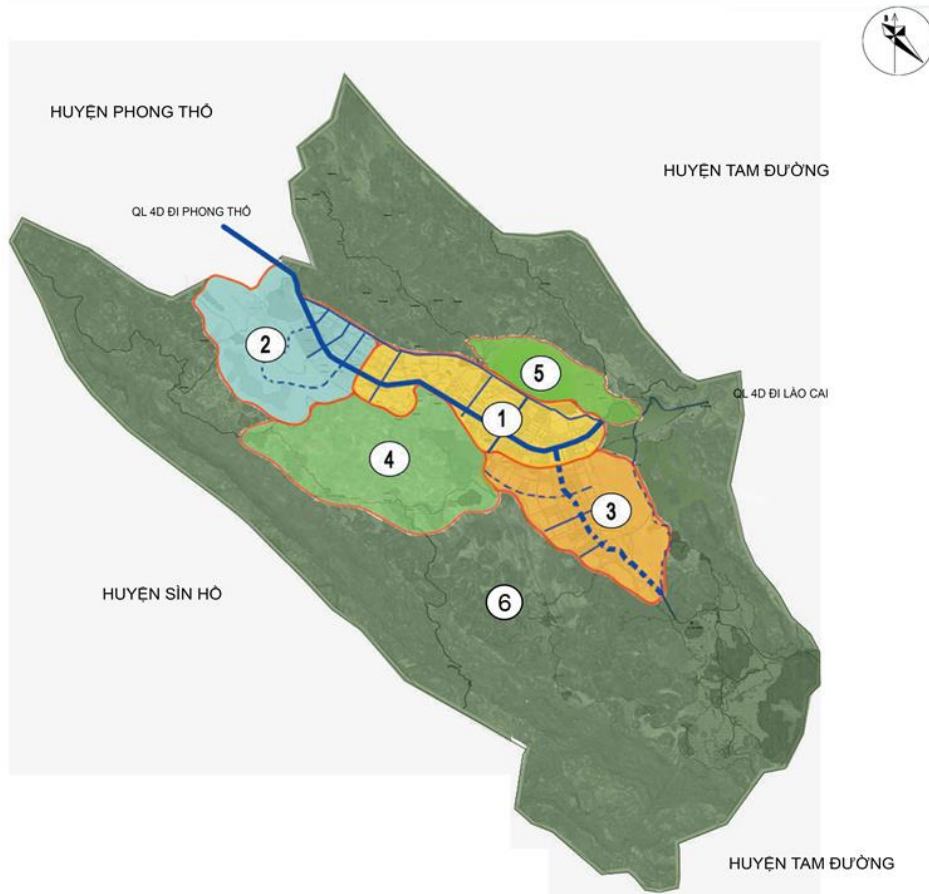 HUYỆN PHONG THỔ
HUYỆN TAM ĐƯỜNG
QL 4D ĐI PHONG THỔ
2
5
QL 4D ĐI LÀO CAI
1
4
3
HUYỆN SÌN HỒ
6
HUYỆN TAM ĐƯỜNG